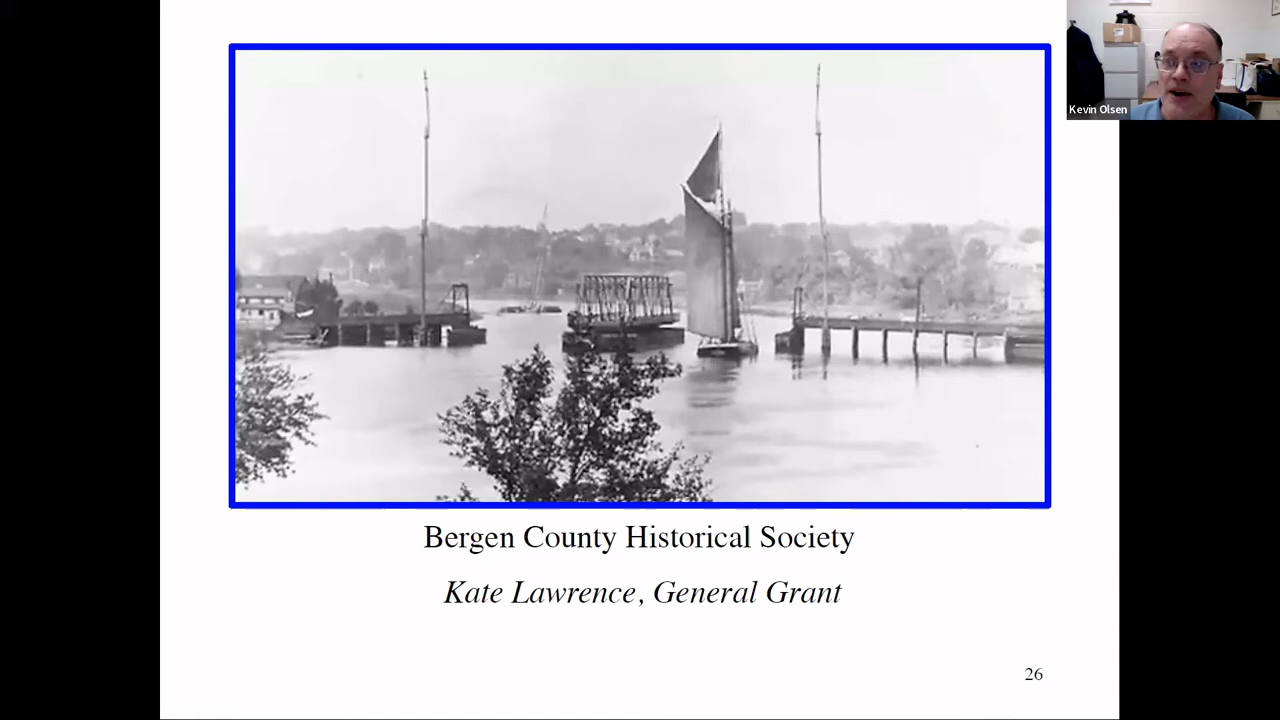 Kevin Olsen
Bergen County Historical Society
Kate Lawrence, General Grant
26